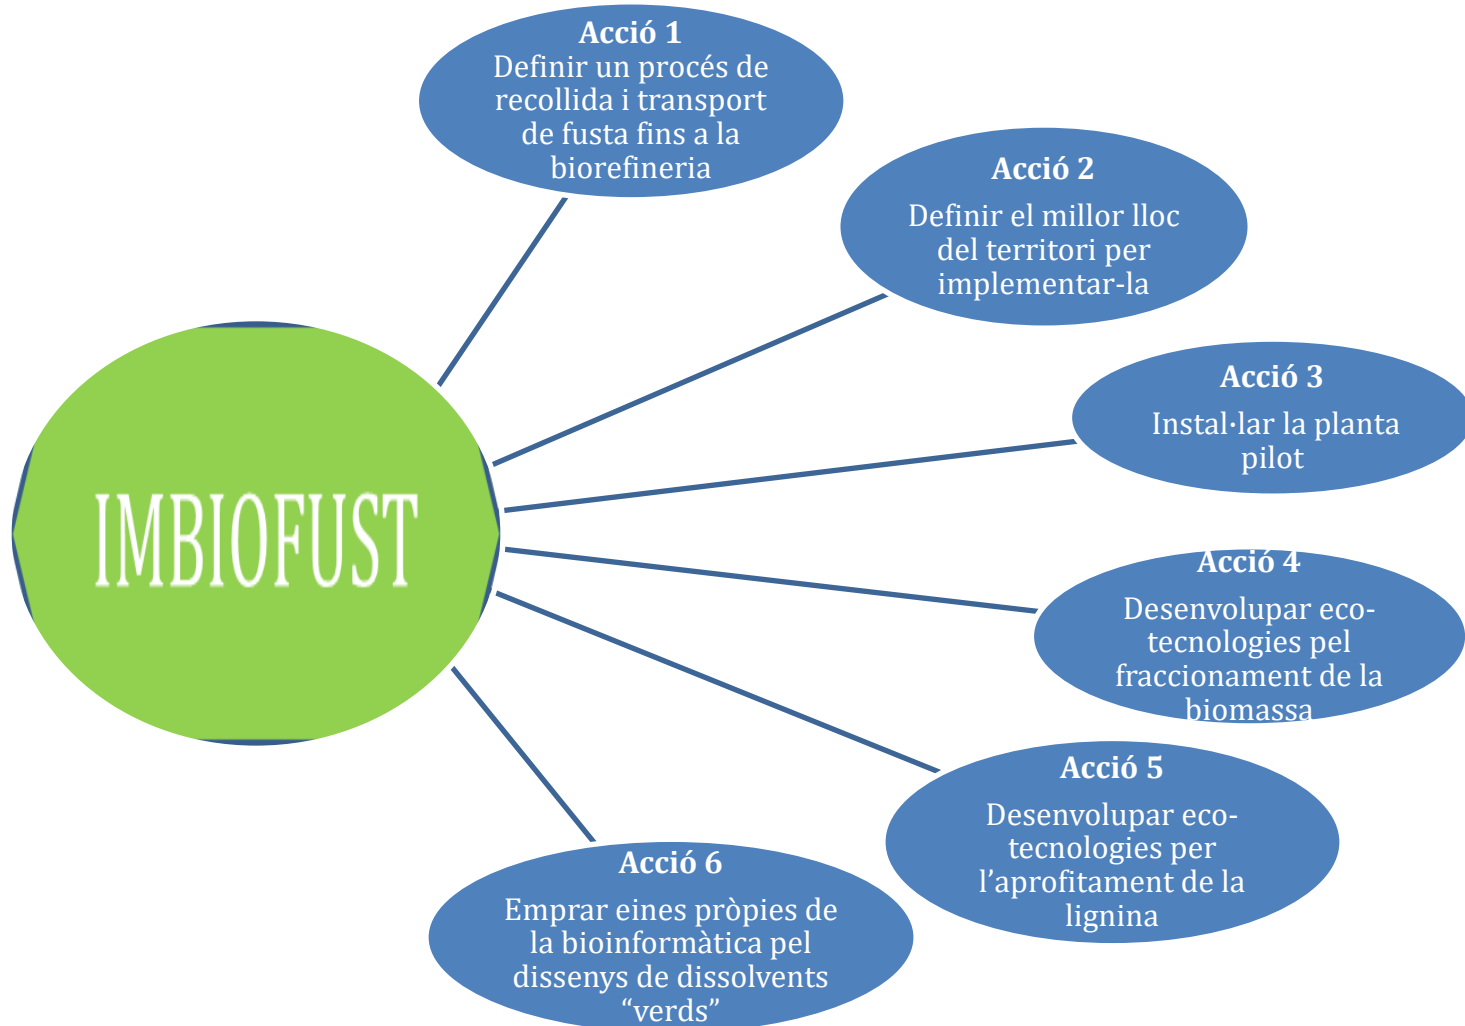 Acció 1
Definir un procés de
recollida i transport
de fusta fins a la
biorefineria
Acció 2
Definir el millor lloc
del territori per
implementar-la
Acció 3
Instal·lar la planta
pilot
IMBIOFUST
Acció 4
Desenvolupar eco-
tecnologies pel
fraccionament de la
biomassa
Acció 5
Desenvolupar eco-
tecnologies per
l’aprofitament de la
lignina
Acció 6
Emprar eines pròpies de
la bioinformàtica pel
dissenys de dissolvents
“verds”